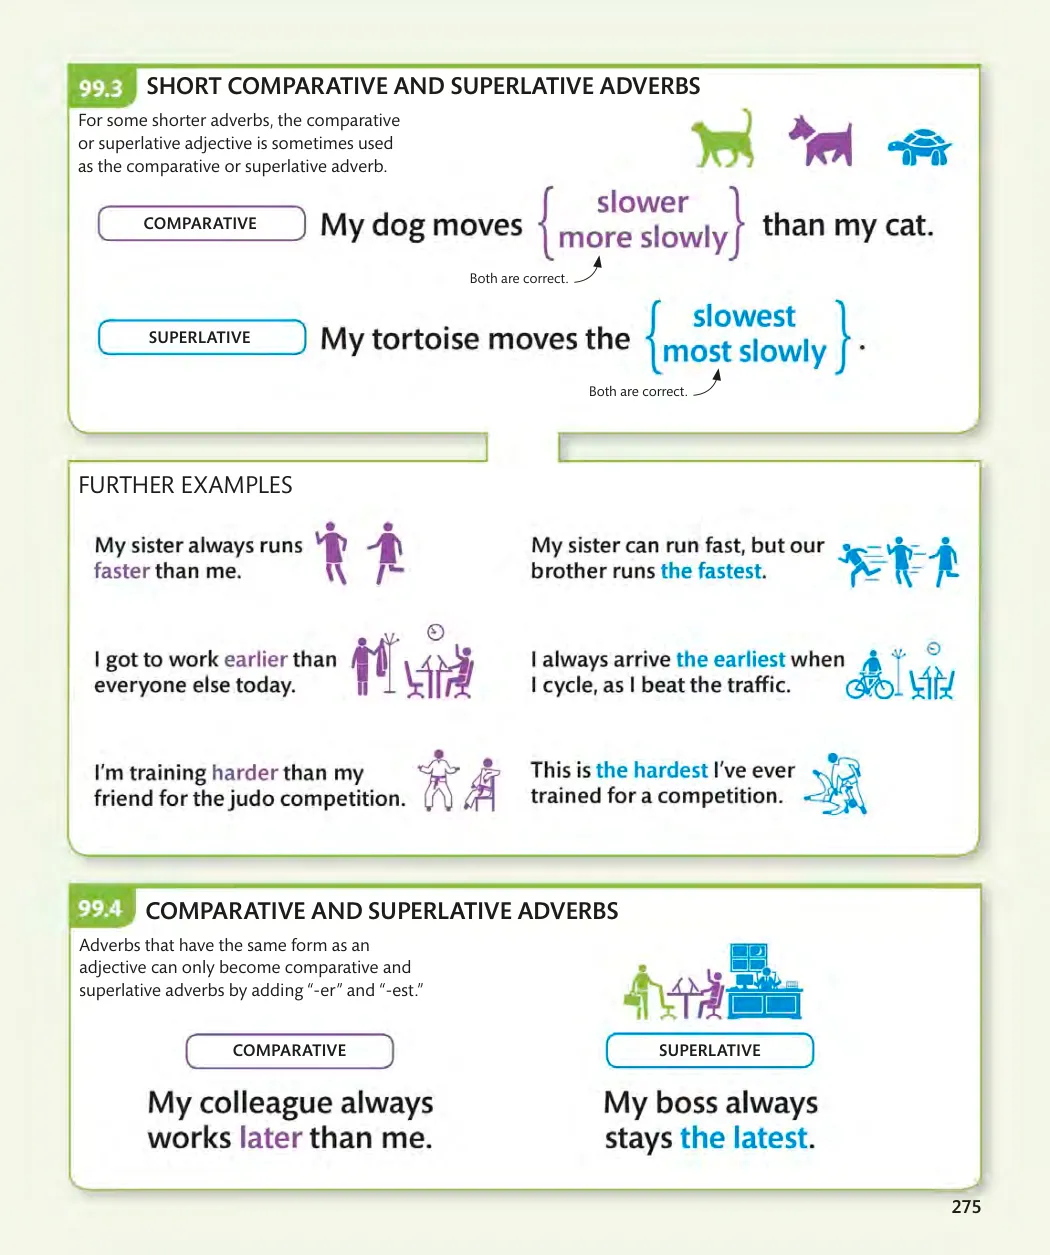 99.3 SHORT COMPARATIVE AND SUPERLATIVE ADVERBS
For some shorter adverbs, the comparative
or superlative adjective is sometimes used
as the comparative or superlative adverb.
COMPARATIVE
My dog moves { slower
more slowly } than my cat.
Both are correct.
SUPERLATIVE
My tortoise moves the { slowest
most slowly } .
Both are correct.
FURTHER EXAMPLES
My sister always runs
faster than me.
My sister can run fast, but our
brother runs the fastest.
I got to work earlier than
everyone else today.
I always arrive the earliest when
I cycle, as I beat the traffic.
I'm training harder than my
friend for the judo competition.
This is the hardest I've ever
trained for a competition.
99.4 COMPARATIVE AND SUPERLATIVE ADVERBS
Adverbs that have the same form as an
adjective can only become comparative and
superlative adverbs by adding “-er” and “-est.”
COMPARATIVE
My colleague always
works later than me.
SUPERLATIVE
My boss always
stays the latest.
275